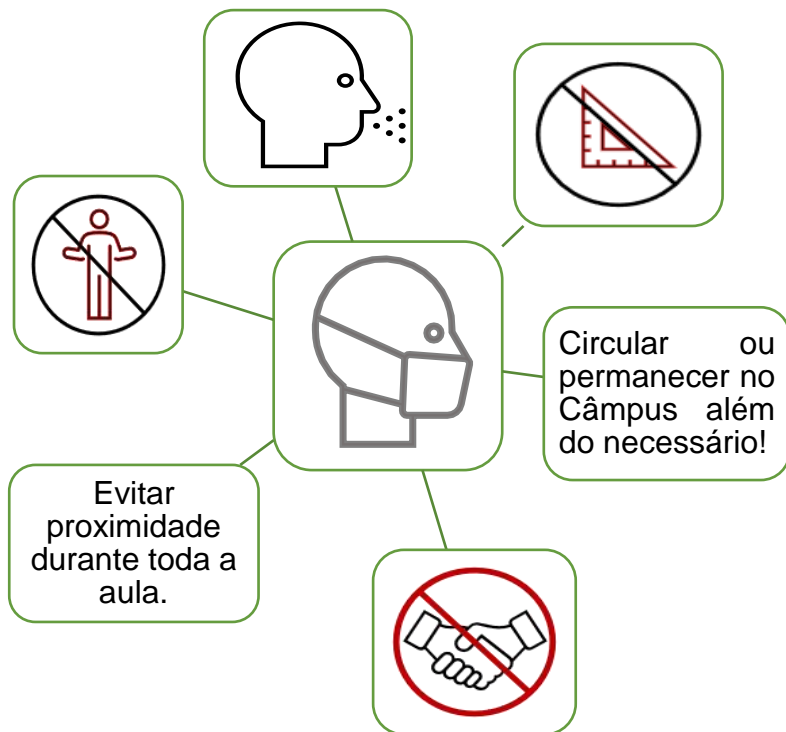 Circular ou
permanecer no
Câmpus além
do necessário!
Evitar
proximidade
durante toda a
aula.